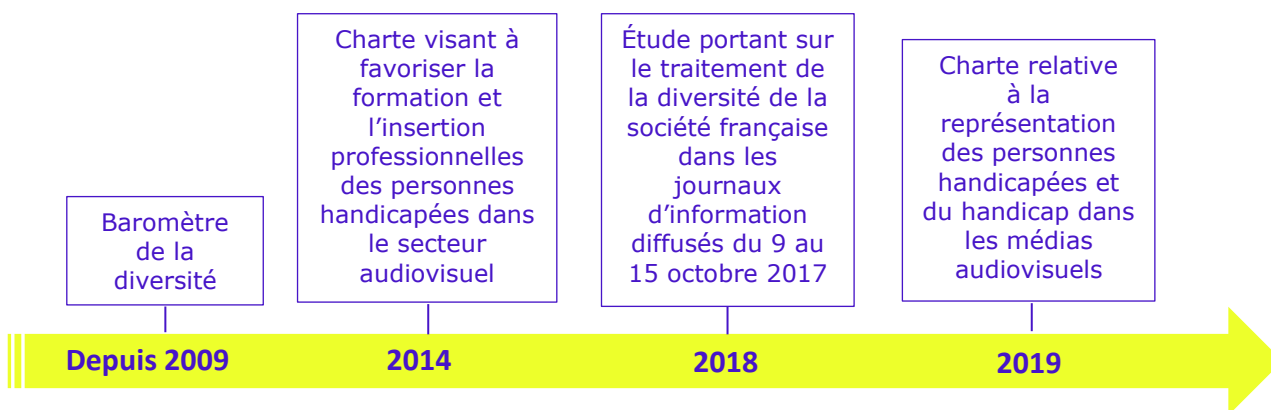 Baromètre
de la
diversité
Charte visant à
favoriser la
formation et
l’insertion
professionnelles
des personnes
handicapées dans
le secteur
audiovisuel
Étude portant sur
le traitement de
la diversité de la
société française
dans les
journaux
d’information
diffusés du 9 au
15 octobre 2017
Charte relative
à la
représentation
des personnes
handicapées et
du handicap dans
les médias
audiovisuels
Depuis 2009
2014
2018
2019